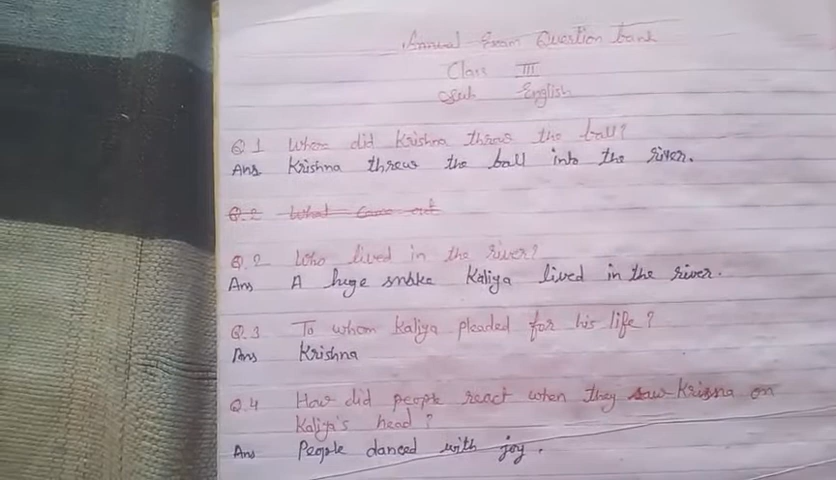 Annual Exam Question bank
Class III
Sub English
Q.1 Where did Krishna throws the ball?
Ans Krishna threw the ball into the river.
Q.2 What came out
Q.2 Who lived in the river?
Ans A huge snake Kaliya lived in the river.
Q.3 To whom Kaliya pleaded for his life?
Ans Krishna
Q.4 How did people react when they saw Krisna on
Kaliya's head?
Ans People danced with joy.